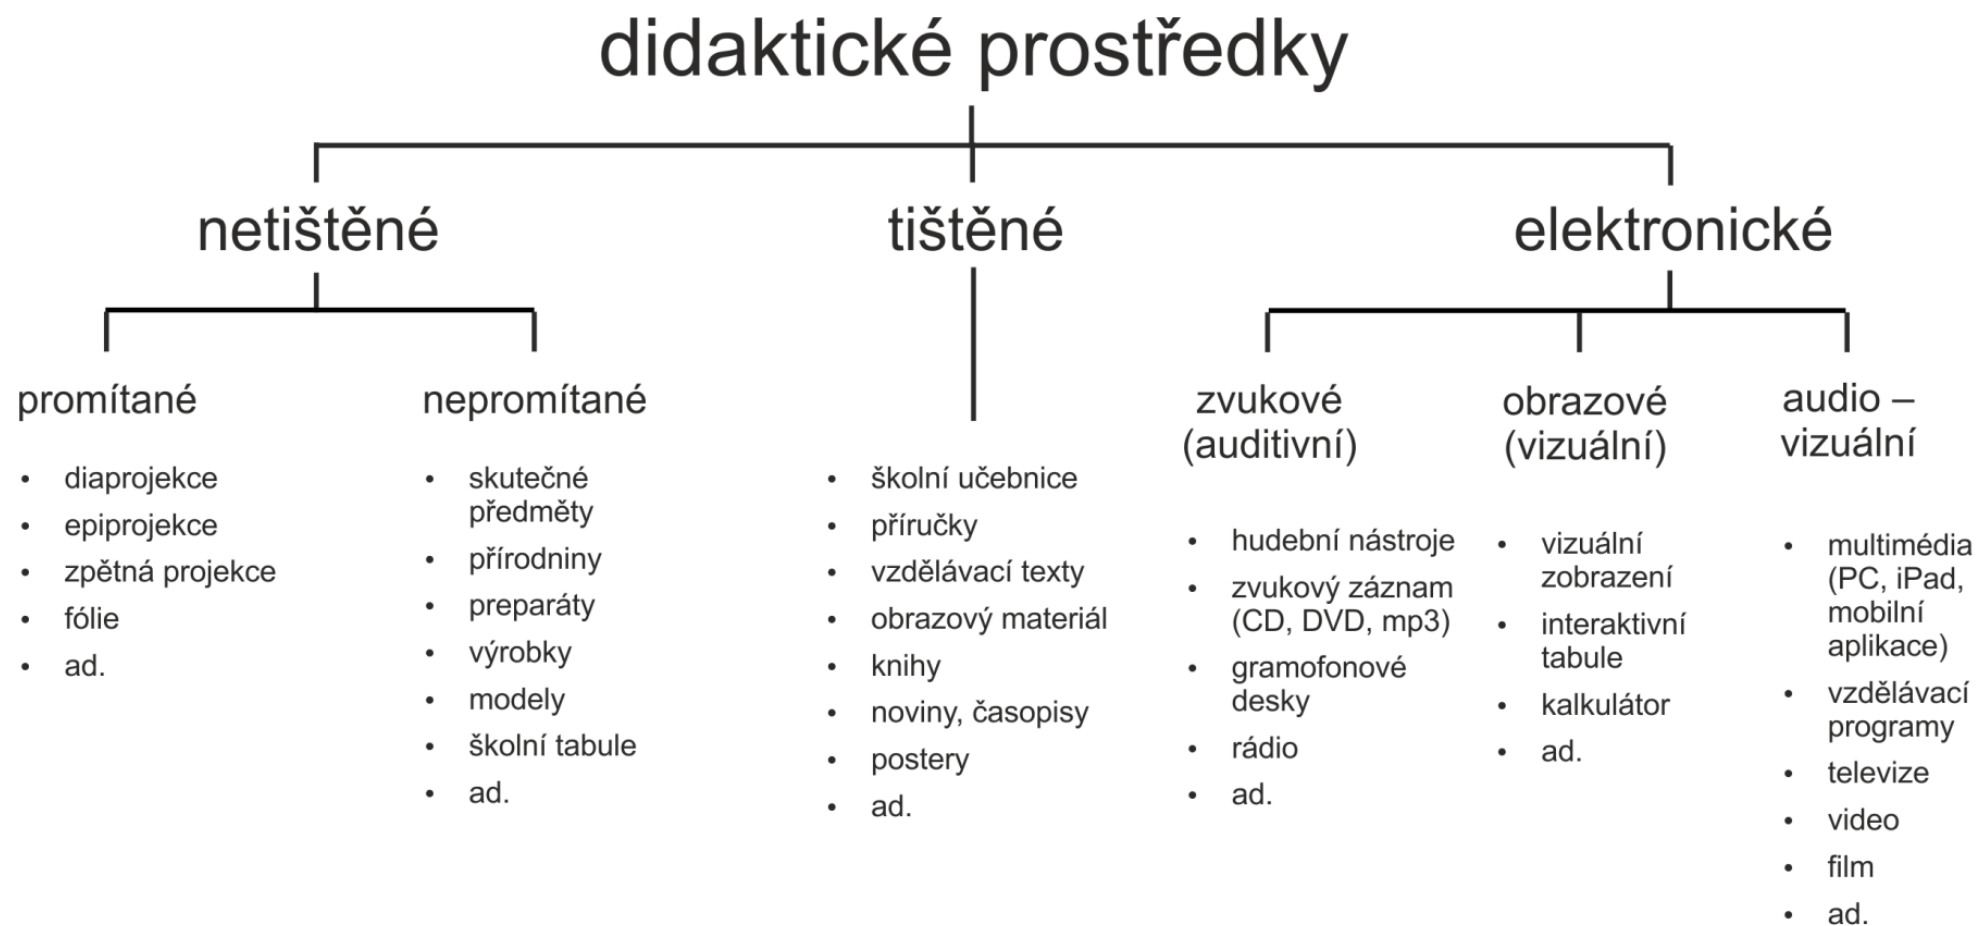 didaktické prostředky
netištěné
tištěné
elektronické
promítané
nepromítané
zvukové
(auditivní)
obrazové
(vizuální)
audio –
vizuální
• diaprojekce
• epiprojekce
• zpětná projekce
• fólie
• ad.
• skutečné
předměty
• přírodniny
• preparáty
• výrobky
• modely
• školní tabule
• ad.
• školní učebnice
• příručky
• vzdělávací texty
• obrazový materiál
• knihy
• noviny, časopisy
• postery
• ad.
• hudební nástroje
• zvukový záznam
(CD, DVD, mp3)
• gramofonové
desky
• rádio
• ad.
• vizuální
zobrazení
• interaktivní
tabule
• kalkulátor
• ad.
• multimédia
(PC, iPad,
mobilní
aplikace)
• vzdělávací
programy
• televize
• video
• film
• ad.